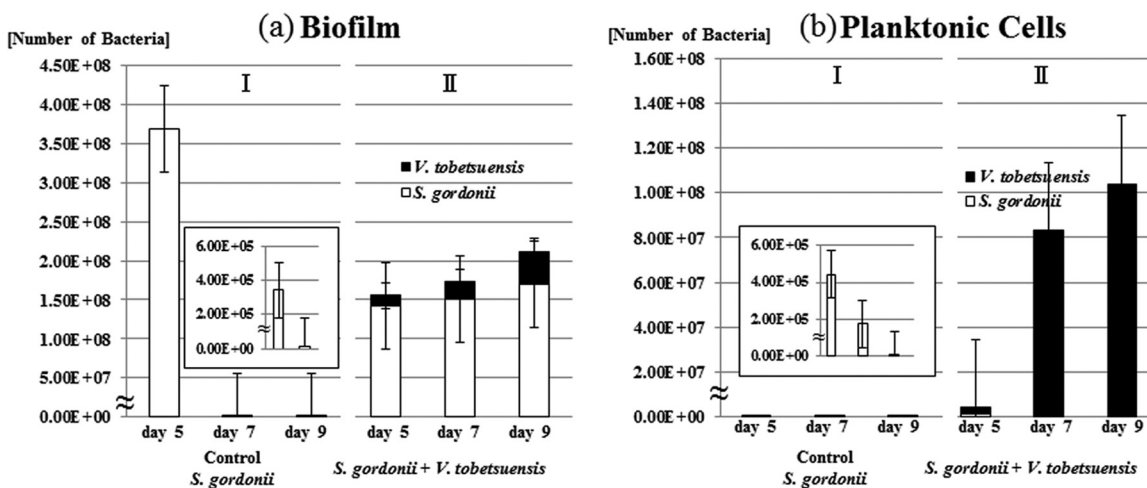 (a) Biofilm
[Number of Bacteria]
4.50E + 08
4.00E + 08
3.50E + 08
3.00E + 08
2.50E + 08
2.00E + 08
1.50E + 08
1.00E + 08
5.00E + 07
0.00E + 00
≈
I
II
V. tobetsuensis
S. gordonii
6.00E + 05
4.00E + 05
2.00E + 05
≈
0.00E + 00
day 5 day 7 day 9 day 5 day 7 day 9
Control
S. gordonii
S. gordonii + V. tobetsuensis
(b) Planktonic Cells
[Number of Bacteria]
1.60E + 08
1.40E + 08
1.20E + 08
1.00E + 08
8.00E + 07
6.00E + 07
4.00E + 07
2.00E + 07
0.00E + 00
≈
I
II
V. tobetsuensis
S. gordonii
6.00E + 05
4.00E + 05
2.00E + 05
≈
0.00E + 00
day 5 day 7 day 9 day 5 day 7 day 9
Control
S. gordonii
S. gordonii + V. tobetsuensis